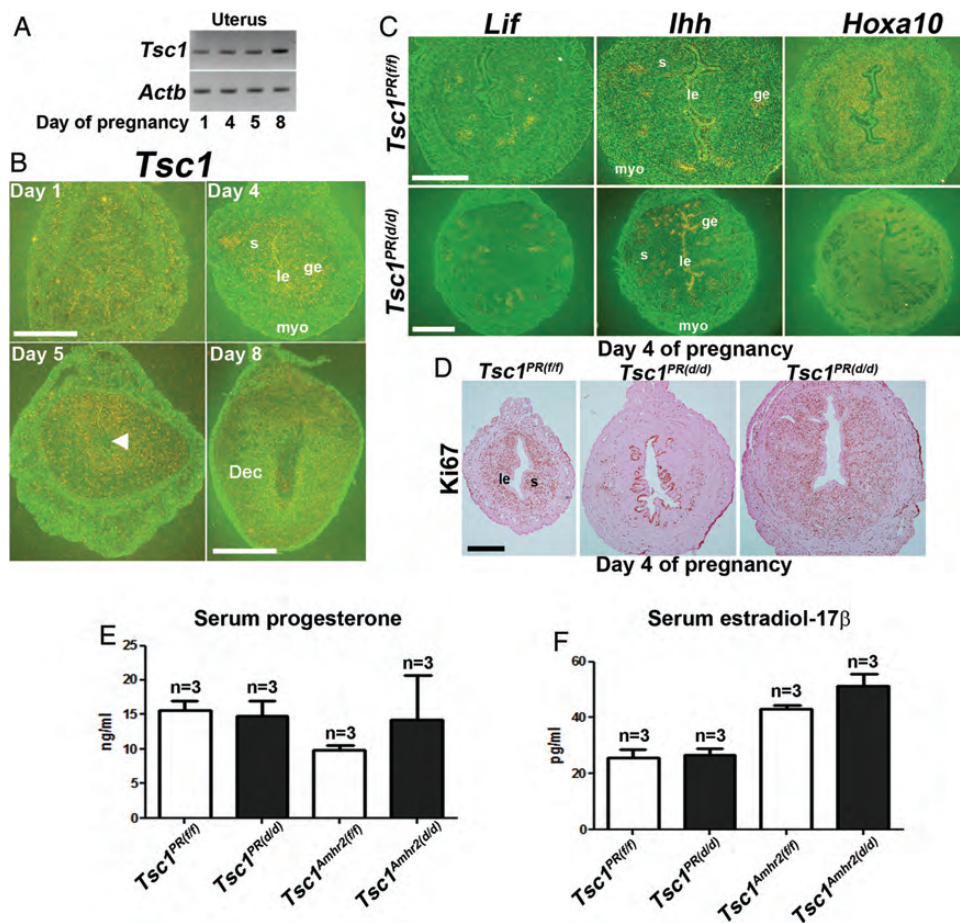 A
Uterus
Tsc1
Actb
Day of pregnancy 1 4 5 8
B
Tsc1
Day 1
Day 4
s
le
ge
myo
Day 5
Day 8
Dec
C
Lif
Ihh
Hoxa10
Tsc1PR(f/f)
s
le
ge
myo
Tsc1PR(d/d)
ge
s
le
myo
Day 4 of pregnancy
D
Tsc1PR(f/f)
Tsc1PR(d/d)
Tsc1PR(d/d)
Ki67
le
s
Day 4 of pregnancy
E
Serum progesterone
ng/ml
25
20
15
10
5
0
n=3
n=3
n=3
n=3
Tsc1PR(f/f)
Tsc1PR(d/d)
Tsc1Amhr2(f/f)
Tsc1Amhr2(d/d)
F
Serum estradiol-17β
pg/ml
60
40
20
0
n=3
n=3
n=3
n=3
Tsc1PR(f/f)
Tsc1PR(d/d)
Tsc1Amhr2(f/f)
Tsc1Amhr2(d/d)